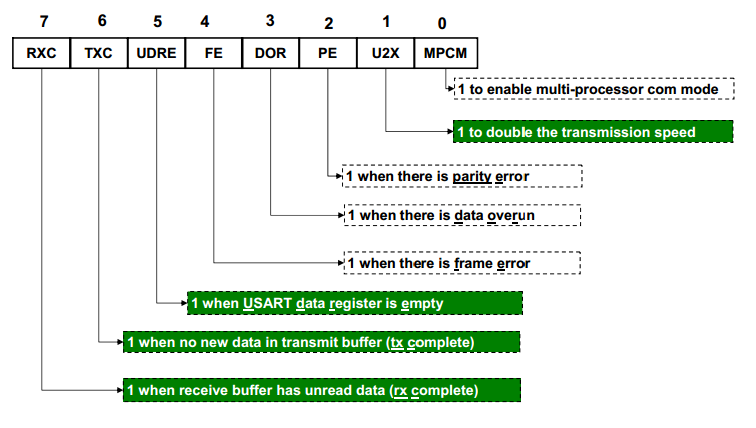 7 6 5 4 3 2 1 0
RXC TXC UDRE FE DOR PE U2X MPCM
1 to enable multi-processor com mode
1 to double the transmission speed
1 when there is parity error
1 when there is data overun
1 when there is frame error
1 when USART data register is empty
1 when no new data in transmit buffer (tx complete)
1 when receive buffer has unread data (rx complete)